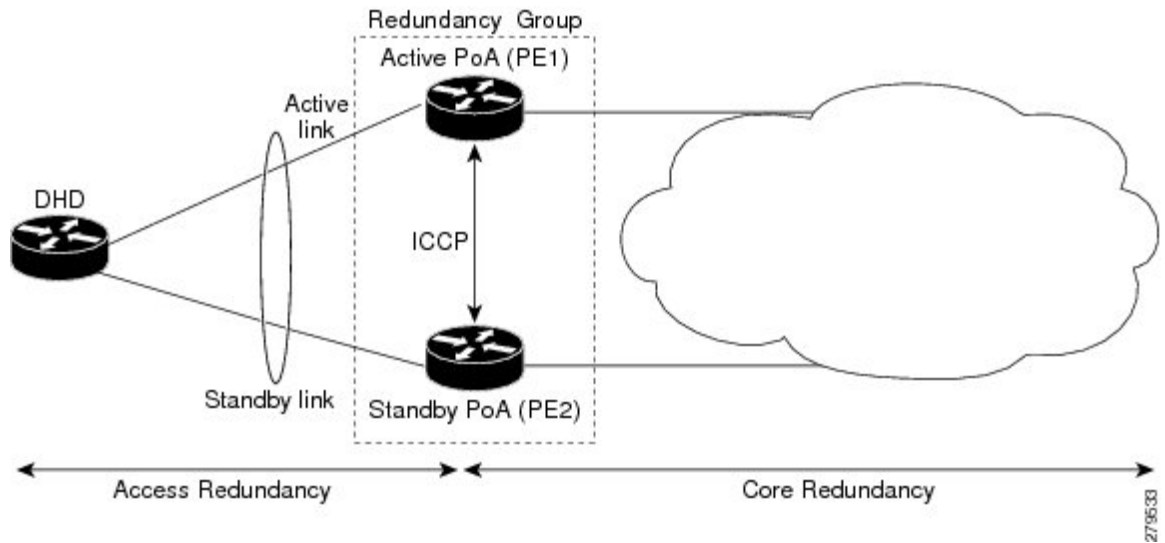 Redundancy Group
Active PoA (PE1)
Active
link
DHD
ICCP
Standby link
Standby PoA (PE2)
Access Redundancy
Core Redundancy
279533